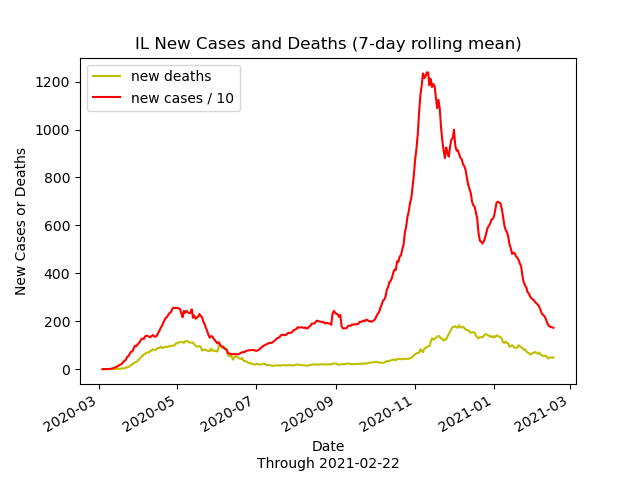 IL New Cases and Deaths (7-day rolling mean)
new deaths
new cases / 10
New Cases or Deaths
1200
1000
800
600
400
200
0
2020-03
2020-05
2020-07
2020-09
2020-11
2021-01
2021-03
Date
Through 2021-02-22